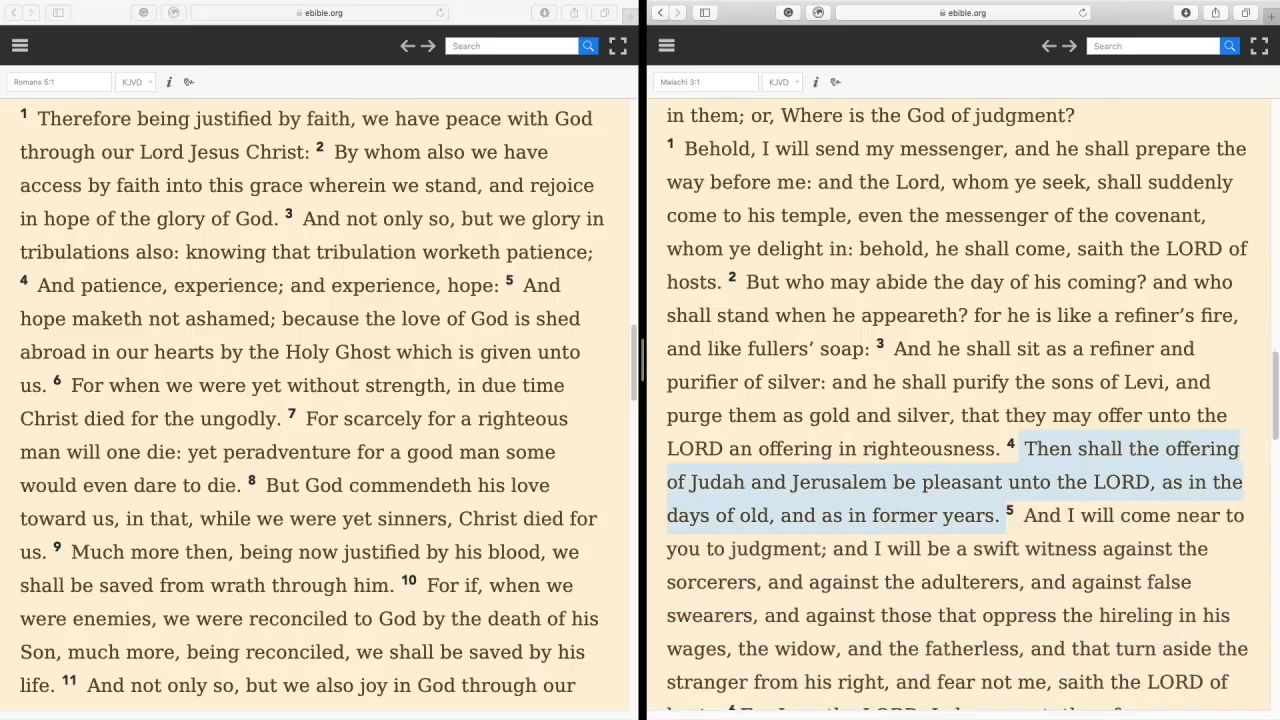 ebible.org
Search
Romans 5:1
KJVD
i
1 Therefore being justified by faith, we have peace with God
through our Lord Jesus Christ: 2 By whom also we have
access by faith into this grace wherein we stand, and rejoice
in hope of the glory of God. 3 And not only so, but we glory in
tribulations also: knowing that tribulation worketh patience;
4 And patience, experience; and experience, hope: 5 And
hope maketh not ashamed; because the love of God is shed
abroad in our hearts by the Holy Ghost which is given unto
us. 6 For when we were yet without strength, in due time
Christ died for the ungodly. 7 For scarcely for a righteous
man will one die: yet peradventure for a good man some
would even dare to die. 8 But God commendeth his love
toward us, in that, while we were yet sinners, Christ died for
us. 9 Much more then, being now justified by his blood, we
shall be saved from wrath through him. 10 For if, when we
were enemies, we were reconciled to God by the death of his
Son, much more, being reconciled, we shall be saved by his
life. 11 And not only so, but we also joy in God through our
ebible.org
Search
Malachi 3:1
KJVD
i
in them; or, Where is the God of judgment?
1 Behold, I will send my messenger, and he shall prepare the
way before me: and the Lord, whom ye seek, shall suddenly
come to his temple, even the messenger of the covenant,
whom ye delight in: behold, he shall come, saith the LORD of
hosts. 2 But who may abide the day of his coming? and who
shall stand when he appeareth? for he is like a refiner’s fire,
and like fullers’ soap: 3 And he shall sit as a refiner and
purifier of silver: and he shall purify the sons of Levi, and
purge them as gold and silver, that they may offer unto the
LORD an offering in righteousness. 4 Then shall the offering
of Judah and Jerusalem be pleasant unto the LORD, as in the
days of old, and as in former years. 5 And I will come near to
you to judgment; and I will be a swift witness against the
sorcerers, and against the adulterers, and against false
swearers, and against those that oppress the hireling in his
wages, the widow, and the fatherless, and that turn aside the
stranger from his right, and fear not me, saith the LORD of